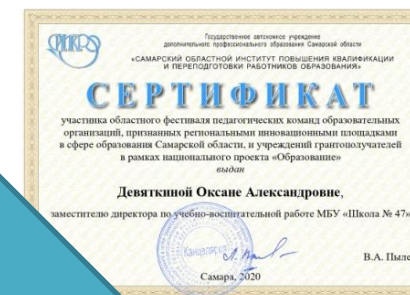 Государственное автономное учреждение
дополнительного профессионального образования Самарской области
«САМАРСКИЙ ОБЛАСТНОЙ ИНСТИТУТ ПОВЫШЕНИЯ КВАЛИФИКАЦИИ
И ПЕРЕПОДГОТОВКИ РАБОТНИКОВ ОБРАЗОВАНИЯ»
СЕРТИФИКАТ
участника областного фестиваля педагогических команд образовательных
организаций, признанных региональными инновационными площадками
в сфере образования Самарской области, и учреждений грантополучателей
в рамках национального проекта «Образование»
выдан
Девяткиной Оксане Александровне,
заместителю директора по учебно-воспитательной работе МБУ «Школа № 47»
Канцелярия
В.А. Пыле
Самара, 2020